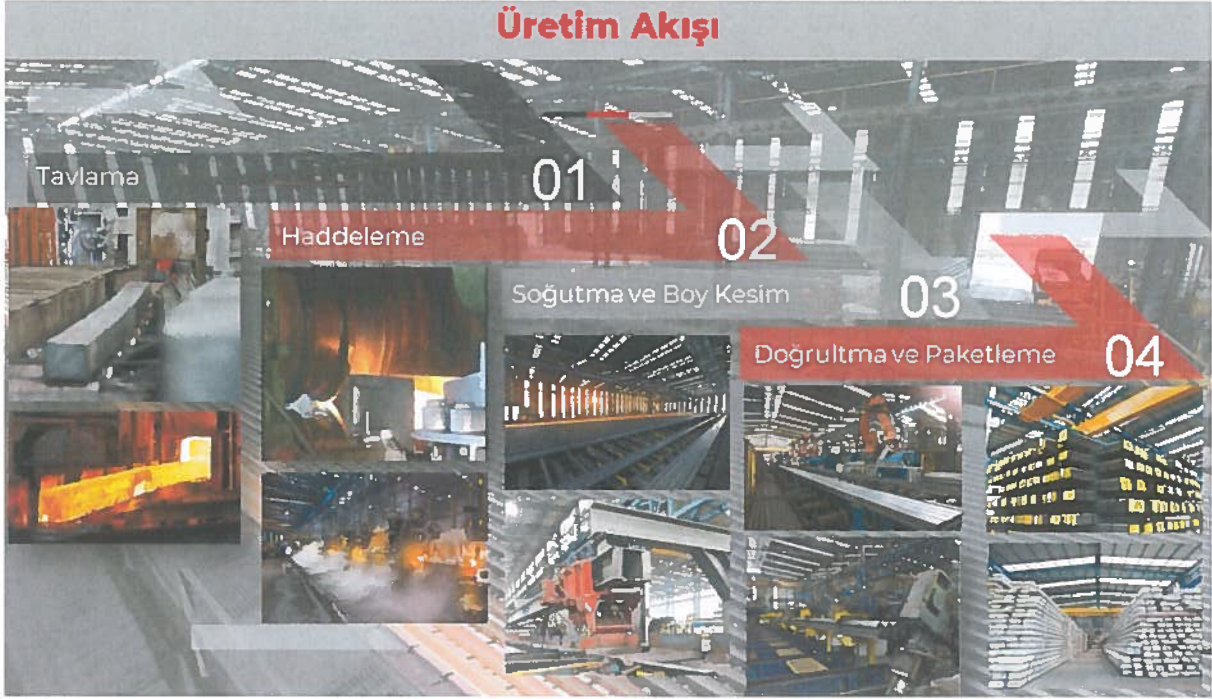 Üretim Akışı
Tavlama
01
Haddeleme
02
Soğutma ve Boy Kesim
03
Doğrultma ve Paketleme
04